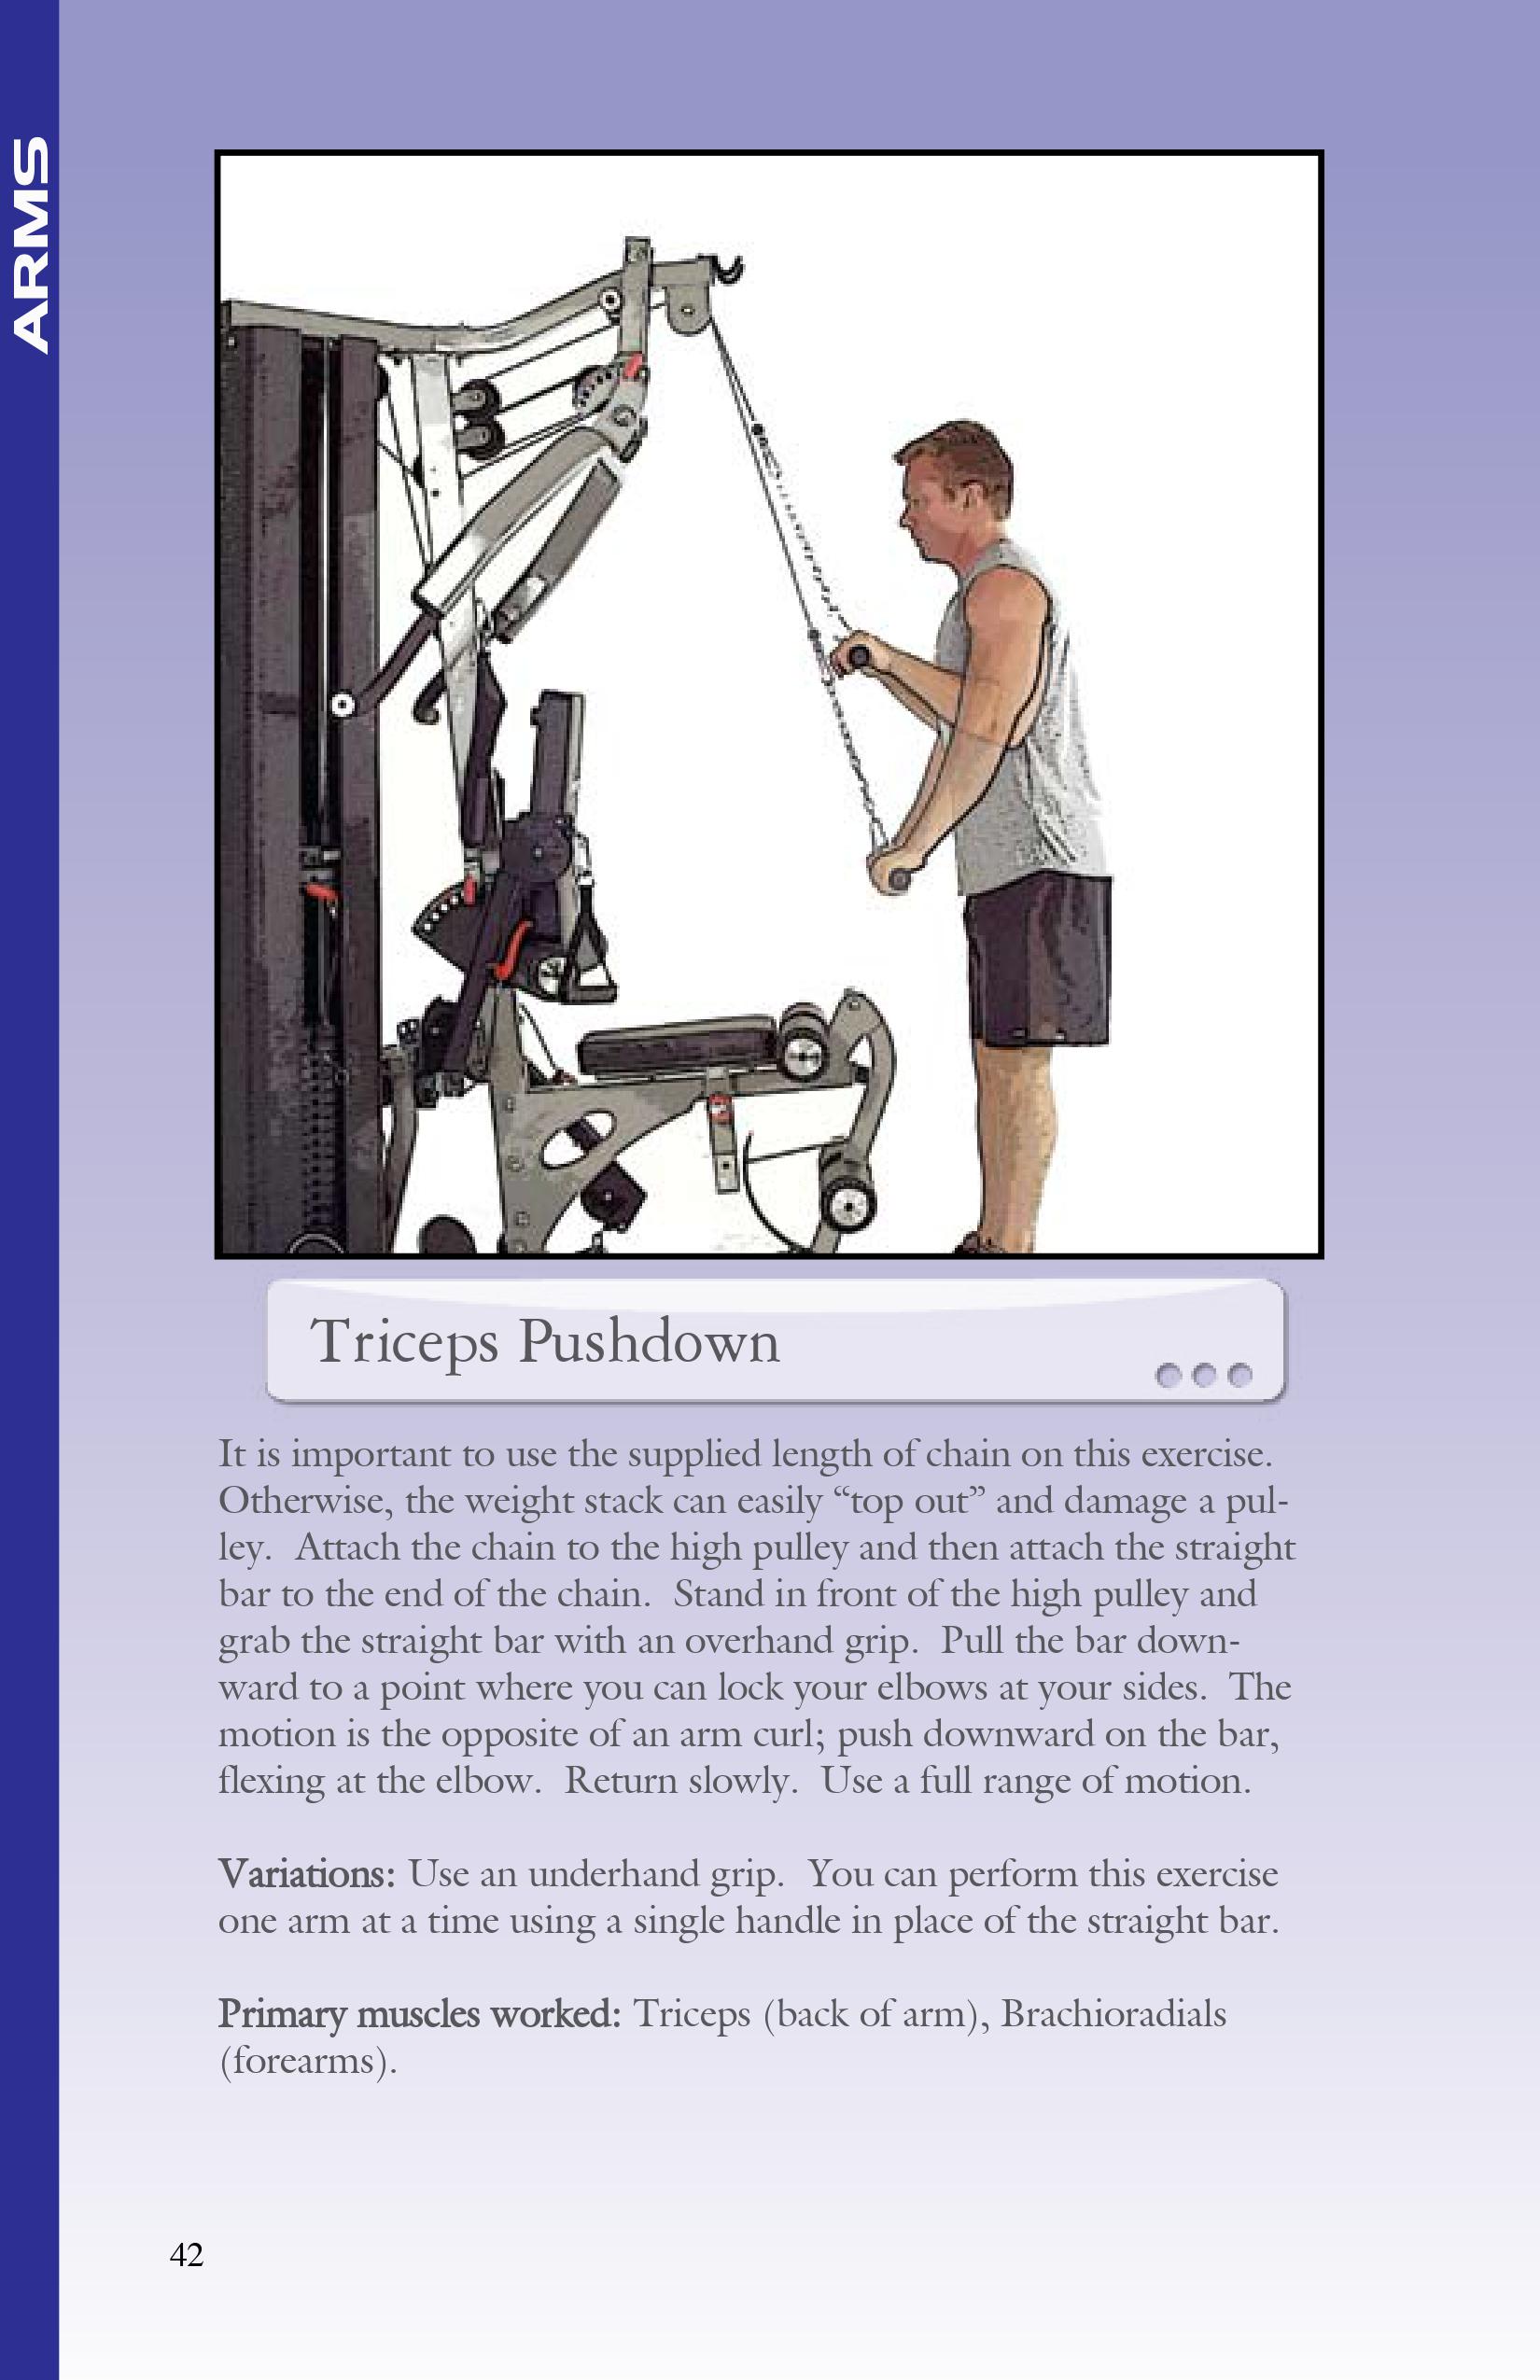 ARMS
Triceps Pushdown
It is important to use the supplied length of chain on this exercise.
Otherwise, the weight stack can easily “top out” and damage a pul-
ley.  Attach the chain to the high pulley and then attach the straight
bar to the end of the chain.  Stand in front of the high pulley and
grab the straight bar with an overhand grip.  Pull the bar down-
ward to a point where you can lock your elbows at your sides.  The
motion is the opposite of an arm curl; push downward on the bar,
flexing at the elbow.  Return slowly.  Use a full range of motion.
Variations: Use an underhand grip.  You can perform this exercise
one arm at a time using a single handle in place of the straight bar.
Primary muscles worked: Triceps (back of arm), Brachioradials
(forearms).
42